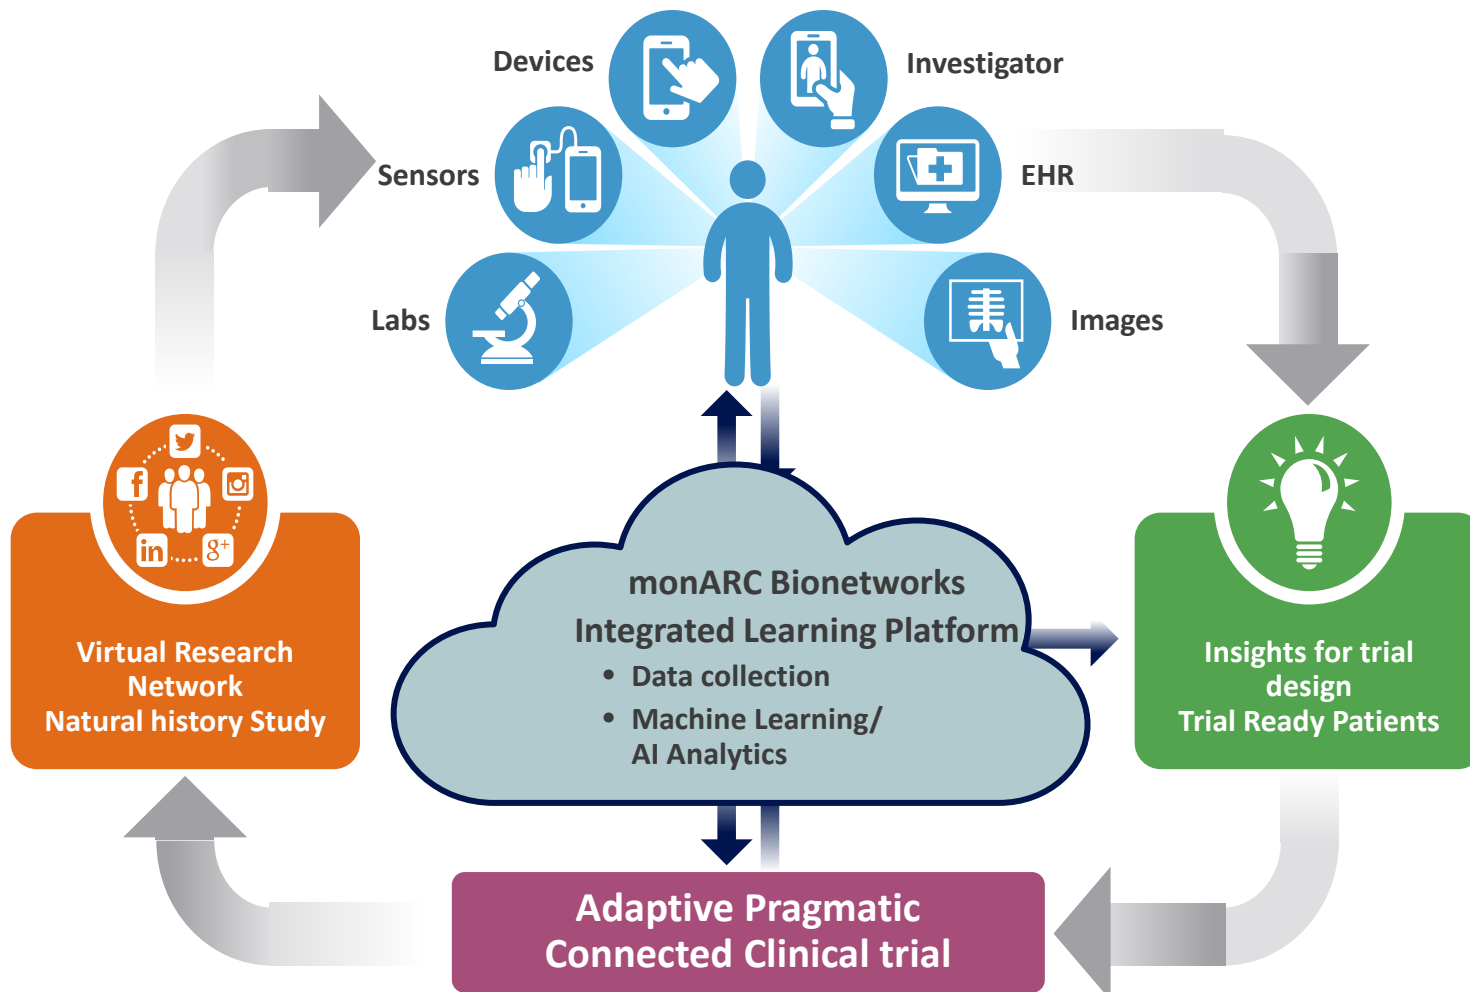 Devices
Investigator
Sensors
EHR
Labs
Images
f
in
g+
monARC Bionetworks
Integrated Learning Platform
• Data collection
• Machine Learning/
AI Analytics
Virtual Research
Network
Natural history Study
Insights for trial
design
Trial Ready Patients
Adaptive Pragmatic
Connected Clinical trial